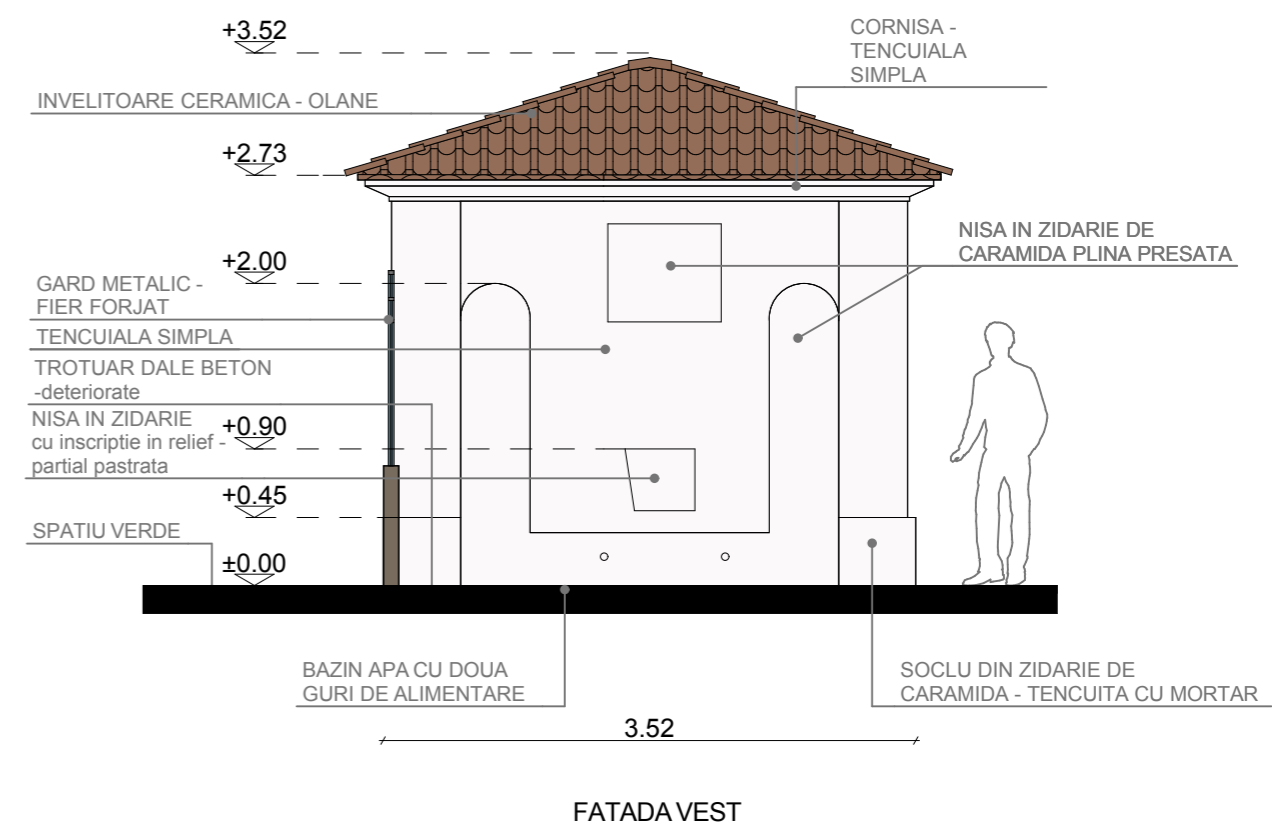 +3.52
CORNISA -
TENCUIALA
SIMPLA
INVELITOARE CERAMICA - OLANE
+2.73
NISA IN ZIDARIE DE
CARAMIDA PLINA PRESATA
+2.00
GARD METALIC -
FIER FORJAT
TENCUIALA SIMPLA
TROTUAR DALE BETON
-deteriorate
NISA IN ZIDARIE
cu inscriptie in relief -
partial pastrata
+0.90
+0.45
SPATIU VERDE
±0.00
BAZIN APA CU DOUA
GURI DE ALIMENTARE
SOCLU DIN ZIDARIE DE
CARAMIDA - TENCUITA CU MORTAR
3.52
FATADA VEST